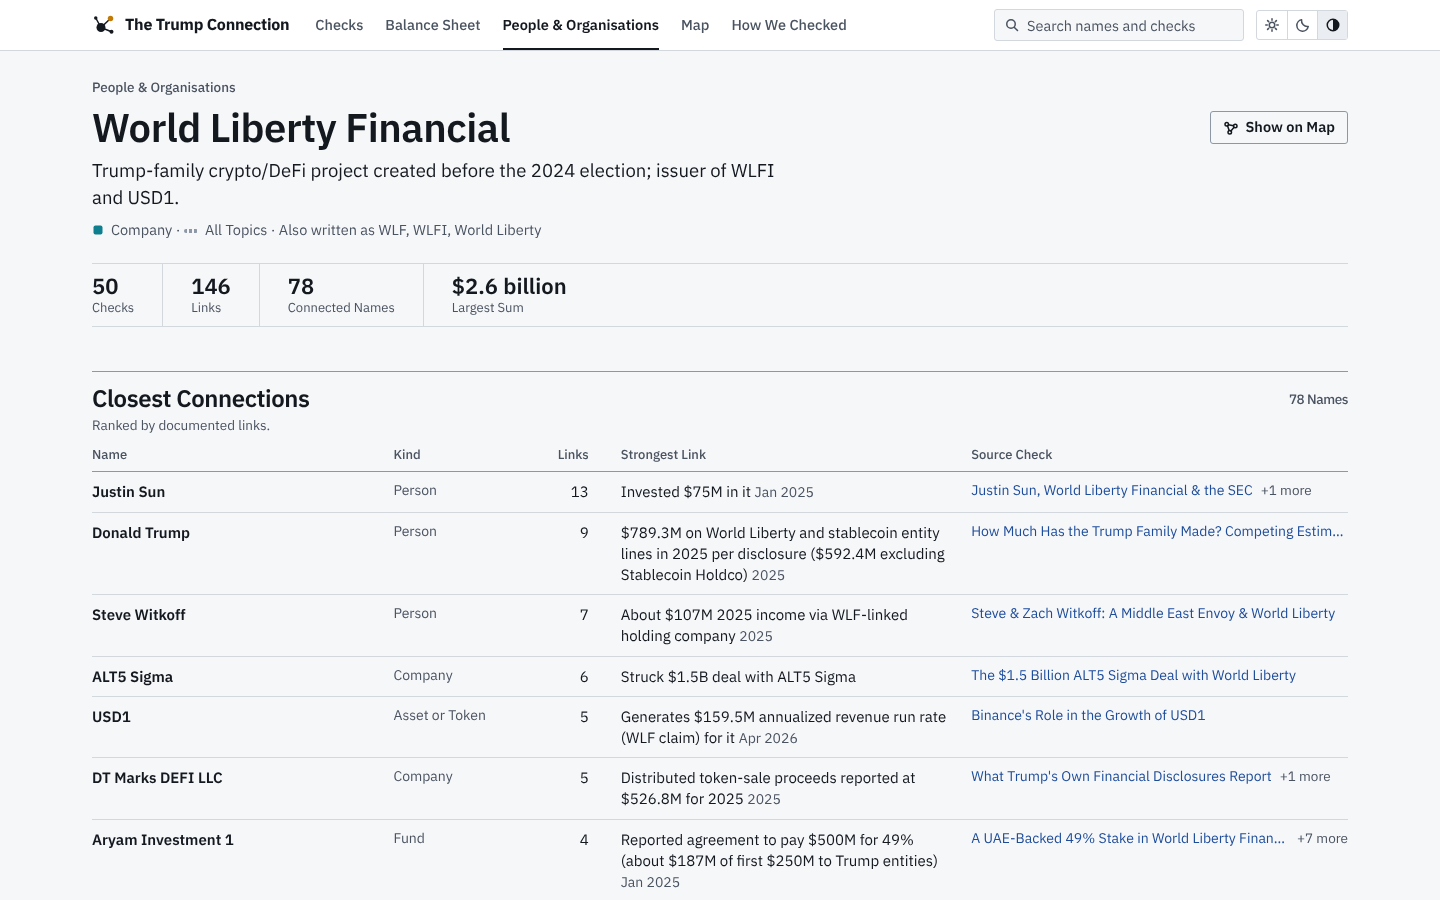 The Trump Connection
Checks
Balance Sheet
People & Organisations
Map
How We Checked
Search names and checks
People & Organisations
World Liberty Financial
Show on Map
Trump-family crypto/DeFi project created before the 2024 election; issuer of WLFI
and USD1.
Company · All Topics · Also written as WLF, WLFI, World Liberty
50
Checks
146
Links
78
Connected Names
$2.6 billion
Largest Sum
Closest Connections
78 Names
Ranked by documented links.
Name Kind Links Strongest Link Source Check
Justin Sun Person 13 Invested $75M in it Jan 2025 Justin Sun, World Liberty Financial & the SEC +1 more
Donald Trump Person 9 $789.3M on World Liberty and stablecoin entity How Much Has the Trump Family Made? Competing Estim...
lines in 2025 per disclosure ($592.4M excluding
Stablecoin Holdco) 2025
Steve Witkoff Person 7 About $107M 2025 income via WLF-linked Steve & Zach Witkoff: A Middle East Envoy & World Liberty
holding company 2025
ALT5 Sigma Company 6 Struck $1.5B deal with ALT5 Sigma The $1.5 Billion ALT5 Sigma Deal with World Liberty
USD1 Asset or Token 5 Generates $159.5M annualized revenue run rate Binance's Role in the Growth of USD1
(WLF claim) for it Apr 2026
DT Marks DEFI LLC Company 5 Distributed token-sale proceeds reported at What Trump's Own Financial Disclosures Report +1 more
$526.8M for 2025 2025
Aryam Investment 1 Fund 4 Reported agreement to pay $500M for 49% A UAE-Backed 49% Stake in World Liberty Finan... +7 more
(about $187M of first $250M to Trump entities)
Jan 2025